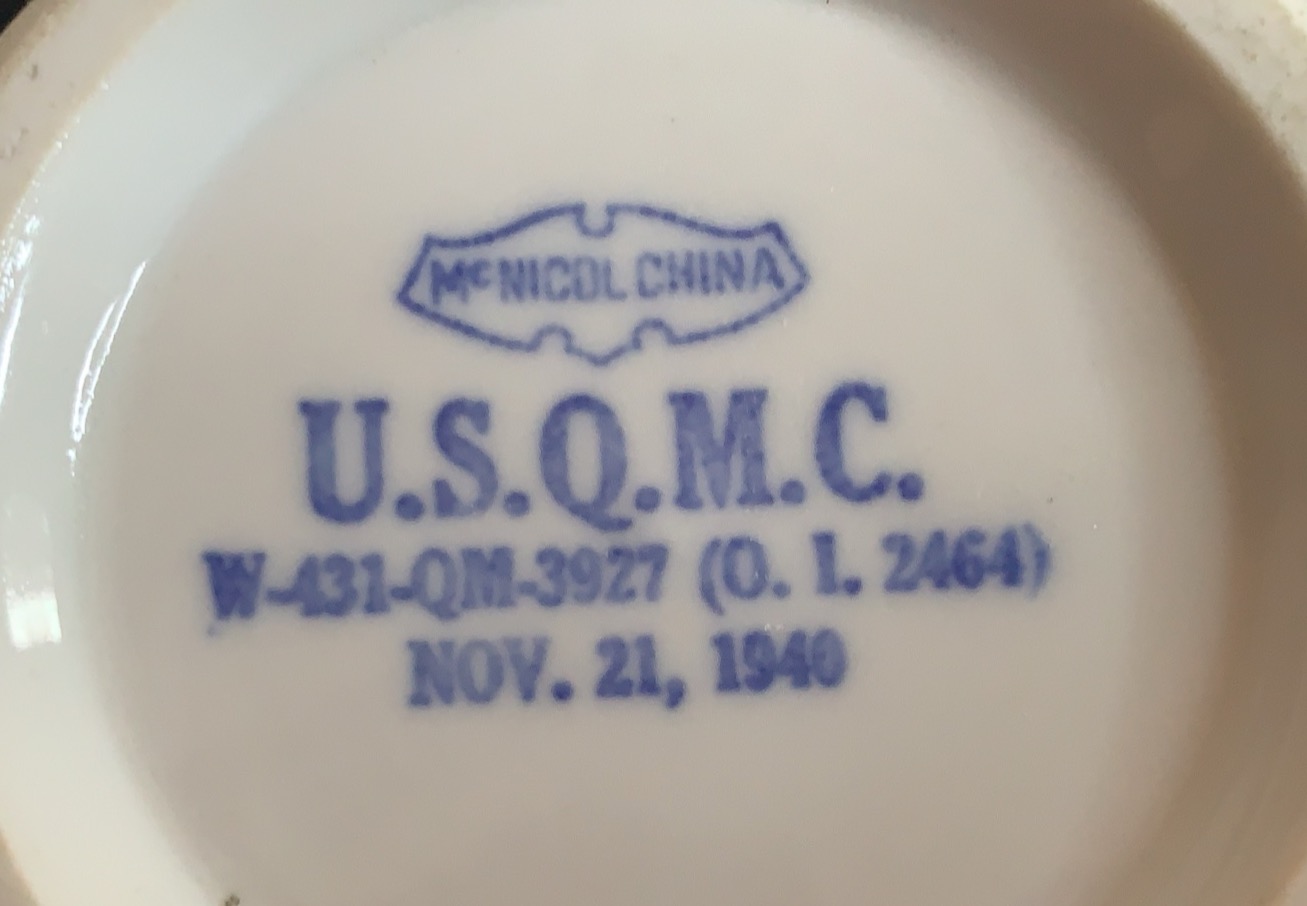 McNICOL CHINA
U.S.Q.M.C.
W-431-QM-3927 (O. I. 2464)
NOV. 21, 1940